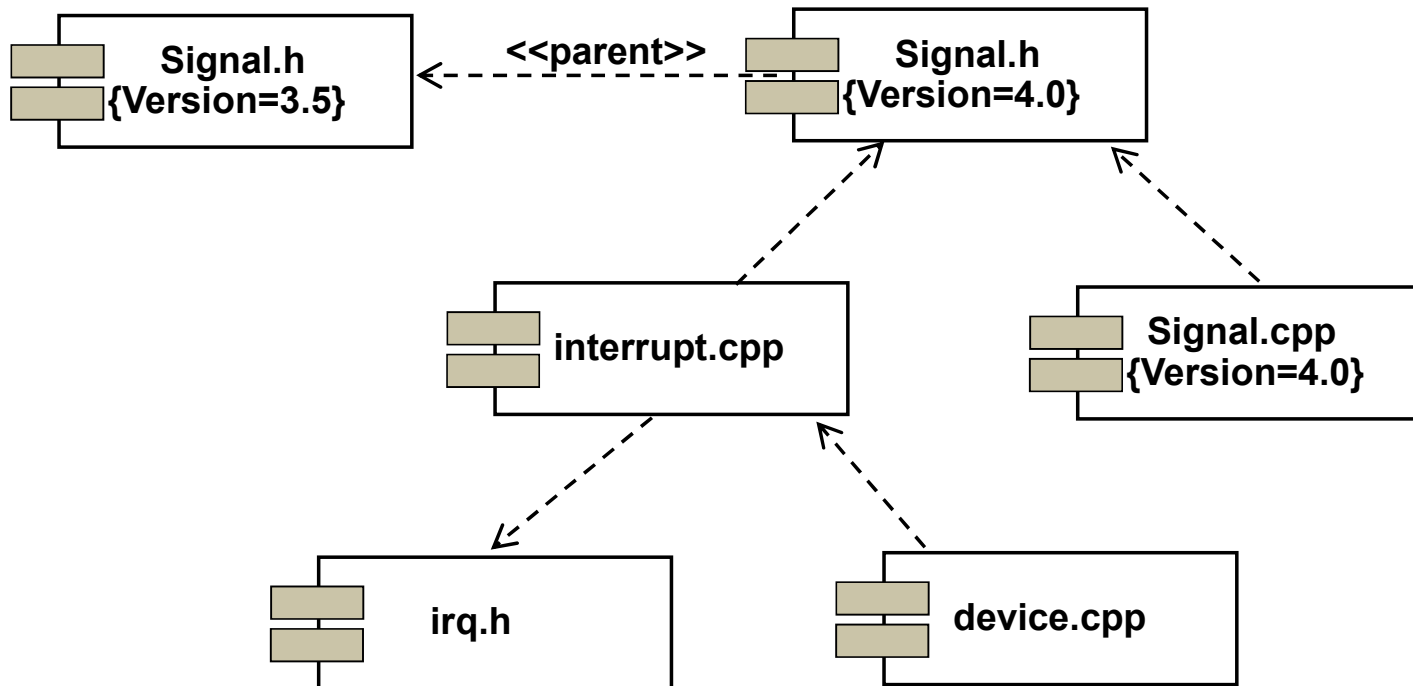 Signal.h
{Version=3.5}
<<parent>>
Signal.h
{Version=4.0}
interrupt.cpp
Signal.cpp
{Version=4.0}
irq.h
device.cpp